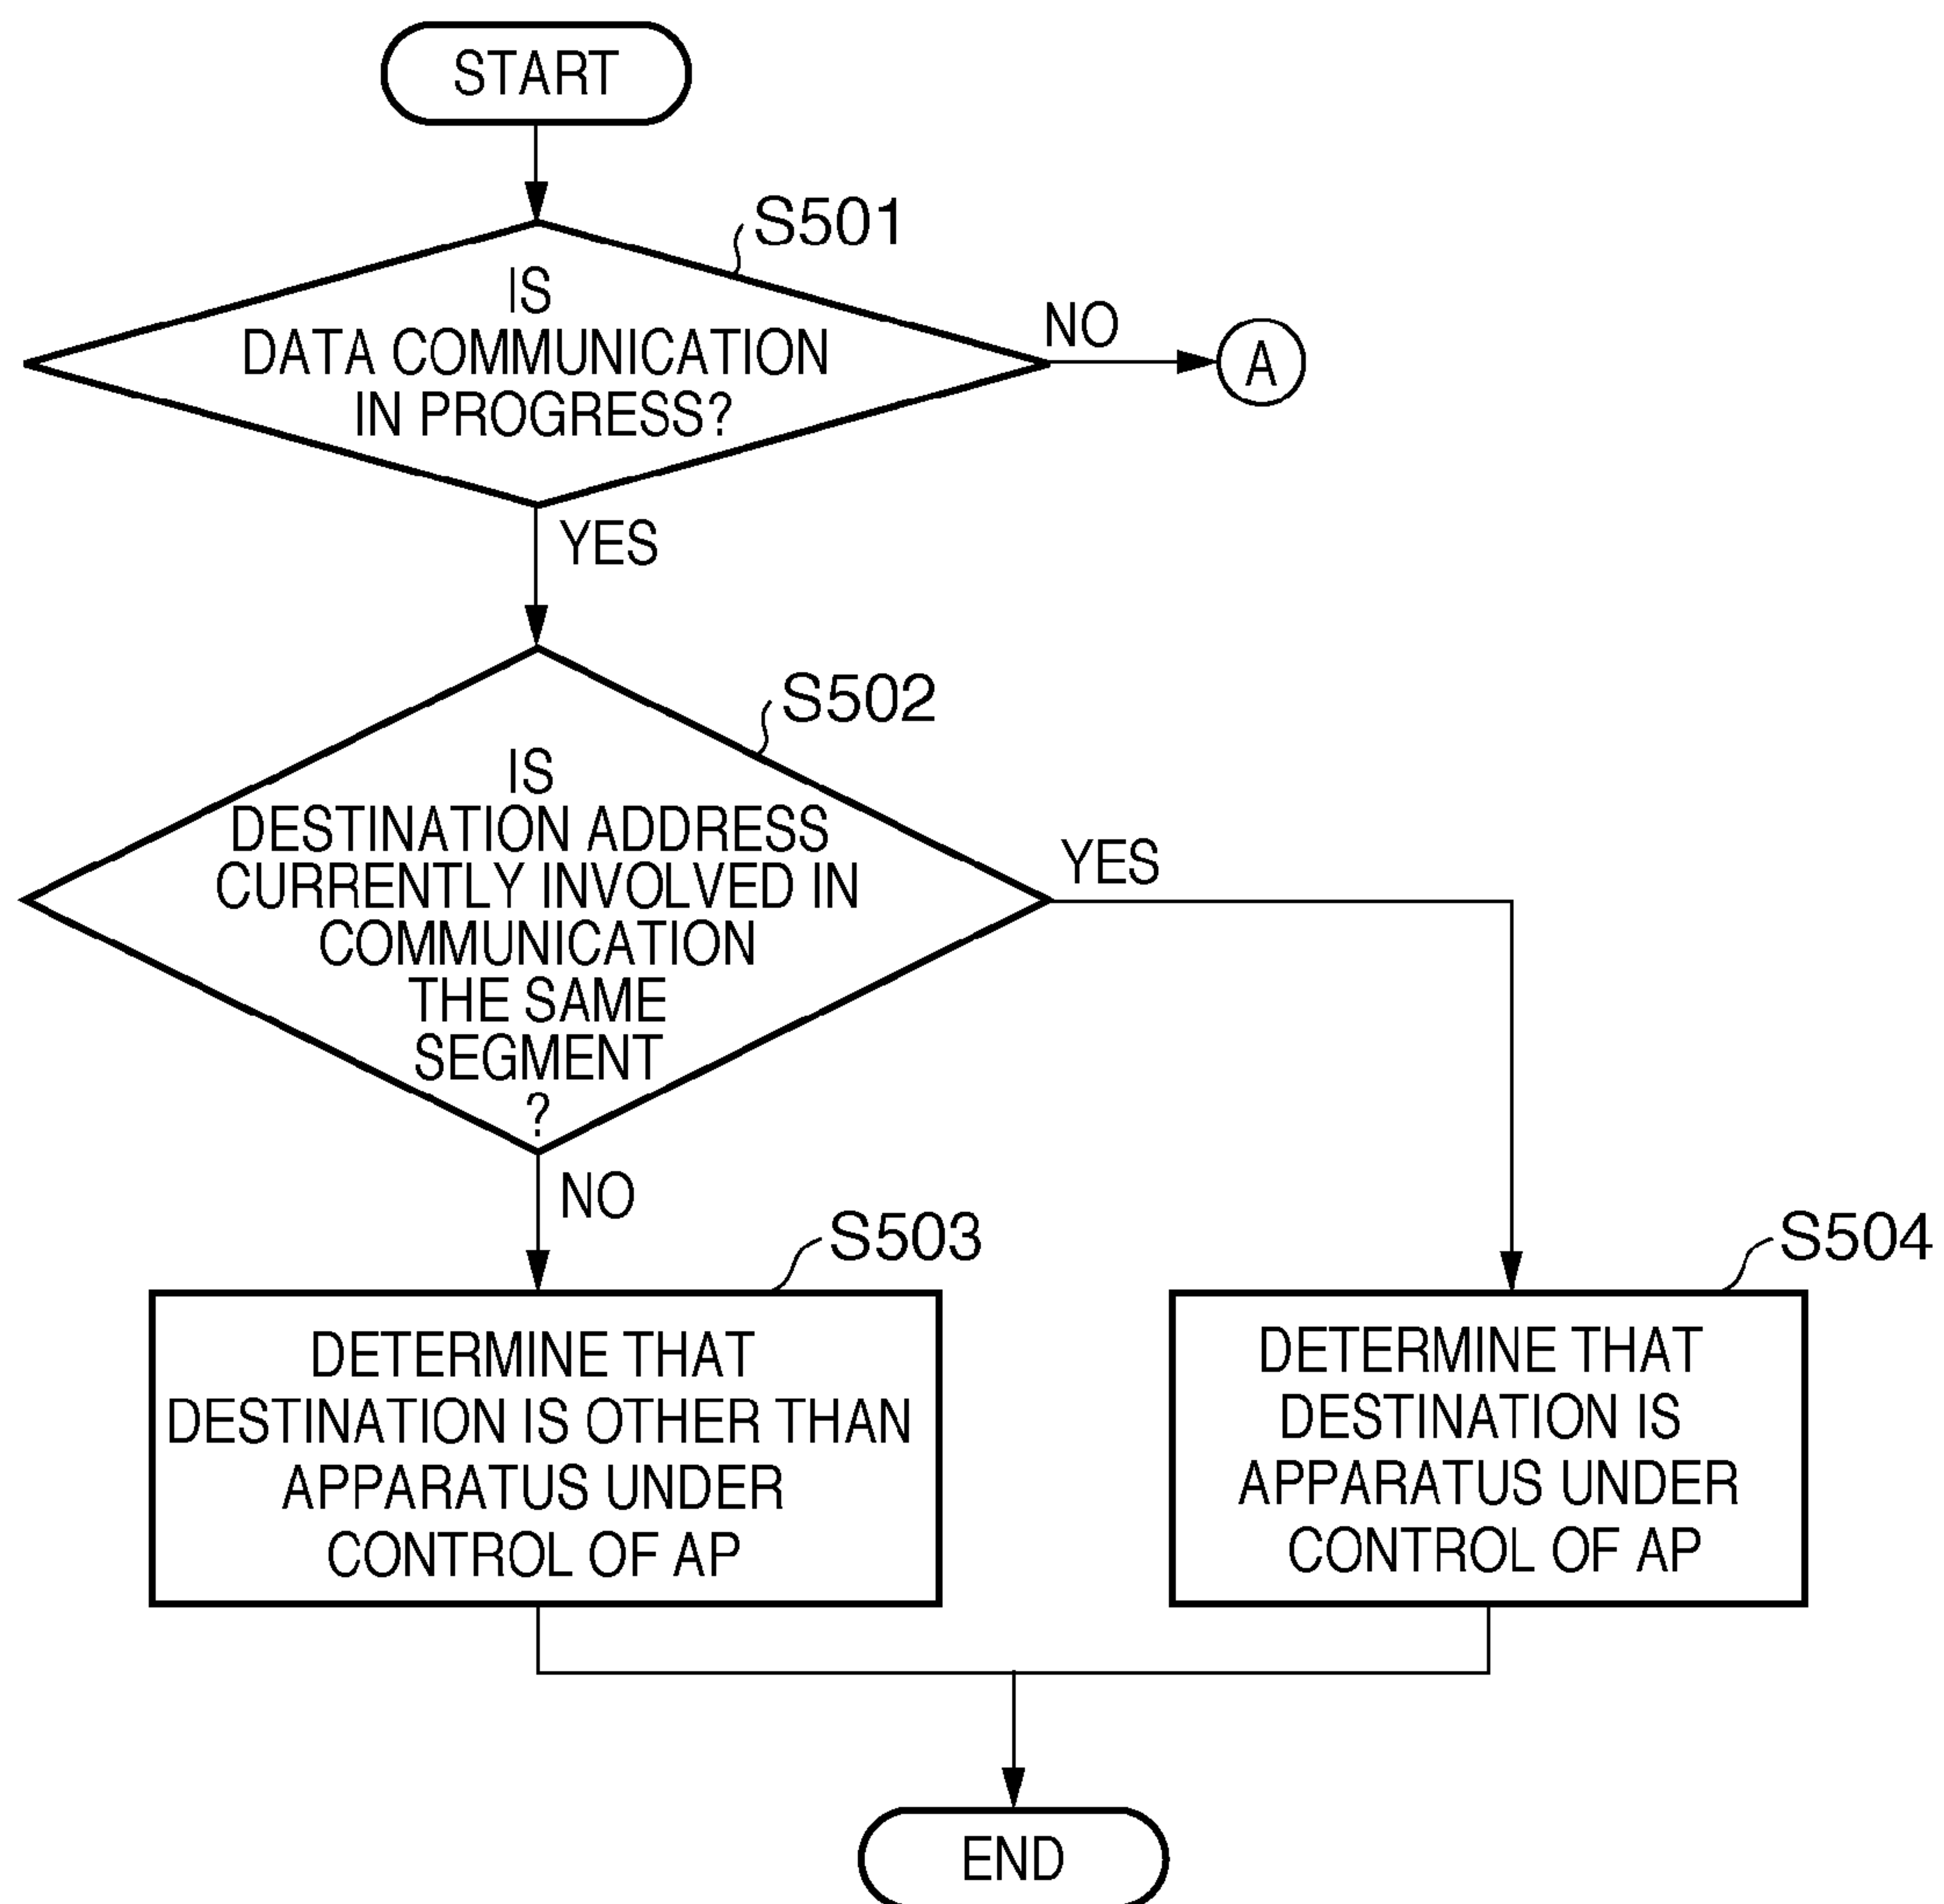 START
S501
IS
DATA COMMUNICATION
IN PROGRESS?
NO
A
YES
S502
IS
DESTINATION ADDRESS
CURRENTLY INVOLVED IN
COMMUNICATION
THE SAME
SEGMENT
?
YES
NO
S503
DETERMINE THAT
DESTINATION IS OTHER THAN
APPARATUS UNDER
CONTROL OF AP
S504
DETERMINE THAT
DESTINATION IS
APPARATUS UNDER
CONTROL OF AP
END